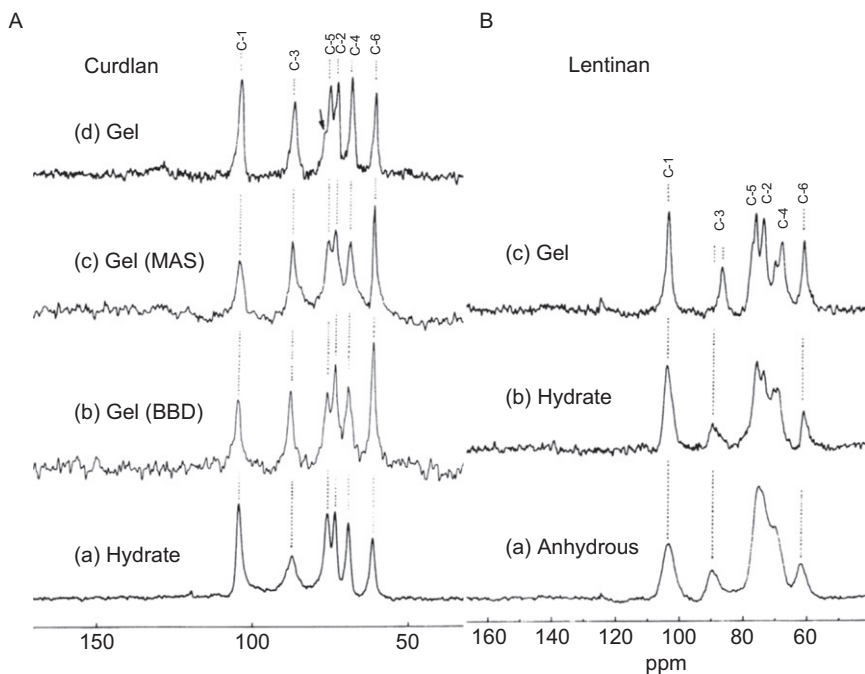 A
Curdlan
C-1
C-3
C-5
C-2
C-4
C-6
(d) Gel
(c) Gel (MAS)
(b) Gel (BBD)
(a) Hydrate
150
100
50
B
Lentinan
C-1
C-3
C-5
C-2
C-4
C-6
(c) Gel
(b) Hydrate
(a) Anhydrous
160
140
120
100
80
60
ppm